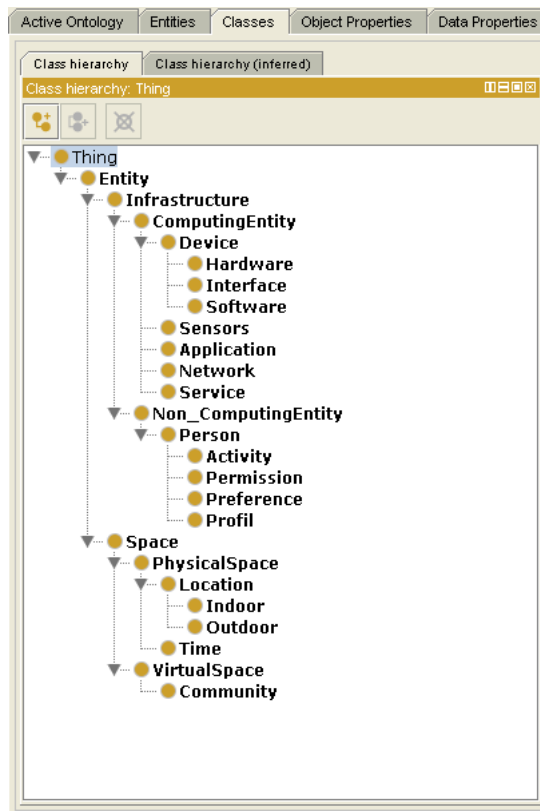 Active Ontology Entities Classes Object Properties Data Properties
Class hierarchy Class hierarchy (inferred)
Class hierarchy: Thing
Thing
Entity
Infrastructure
ComputingEntity
Device
Hardware
Interface
Software
Sensors
Application
Network
Service
Non_ComputingEntity
Person
Activity
Permission
Preference
Profil
Space
PhysicalSpace
Location
Indoor
Outdoor
Time
VirtualSpace
Community